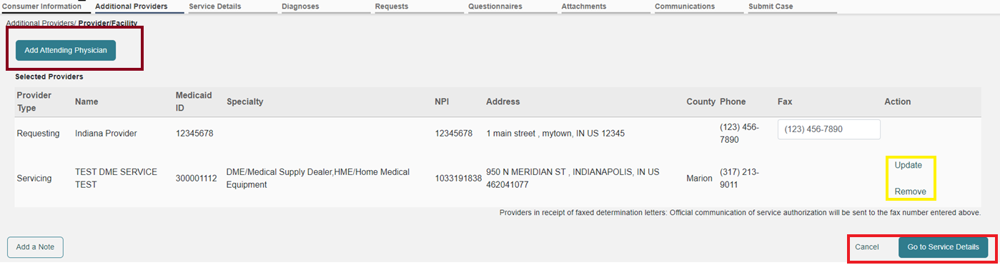 Consumer Information Additional Providers Service Details Diagnoses Requests Questionnaires Attachments Communications Submit Case
Additional Providers/ Provider/Facility
Add Attending Physician
Selected Providers
Provider Type Name Medicaid ID Specialty NPI Address County Phone Fax Action
Requesting Indiana Provider 12345678 12345678 1 main street , mytown, IN US 12345 (123) 456-7890 (123) 456-7890
Servicing TEST DME SERVICE TEST 300001112 DME/Medical Supply Dealer,HME/Home Medical Equipment 1033191838 950 N MERIDIAN ST , INDIANAPOLIS, IN US 462041077 Marion (317) 213-9011 Update
Remove
Providers in receipt of faxed determination letters: Official communication of service authorization will be sent to the fax number entered above.
Add a Note Cancel Go to Service Details